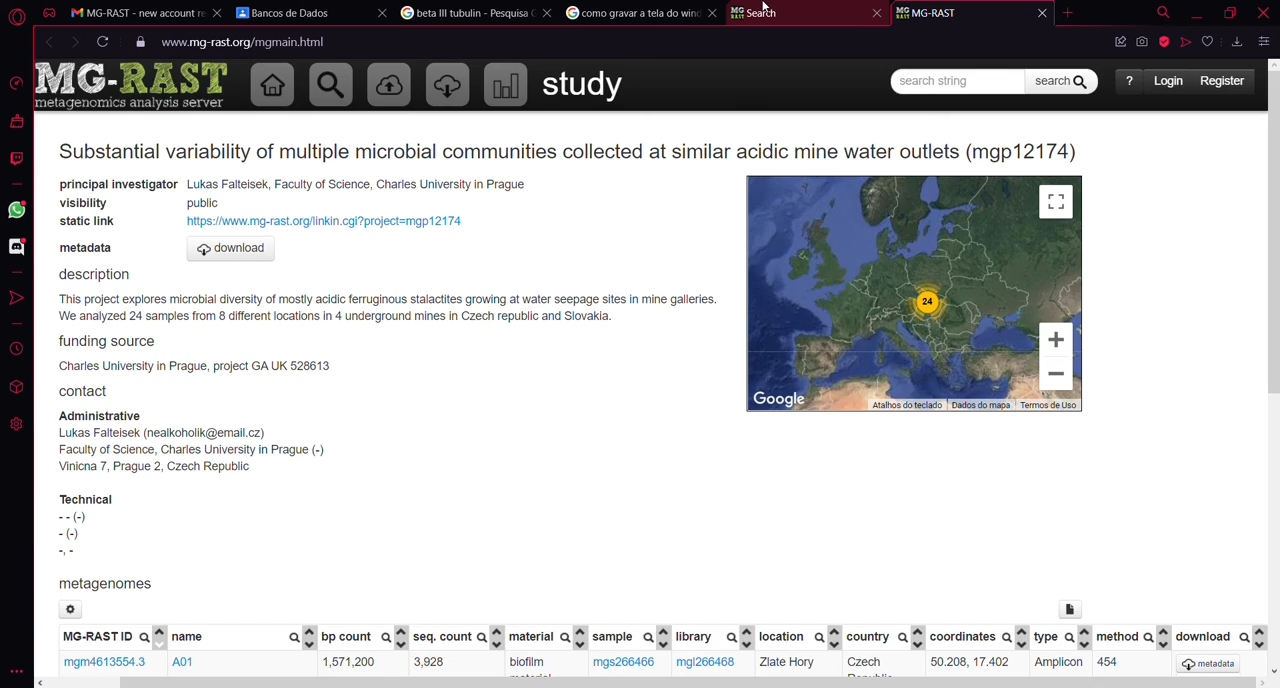 MG-RAST - new account re
Bancos de Dados
beta III tubulin - Pesquisa G
como gravar a tela do wind
MG RAST Search
MG RAST MG-RAST
www.mg-rast.org/mgmain.html
MG-RAST
metagenomics analysis server
study
search string
search
?
Login
Register
Substantial variability of multiple microbial communities collected at similar acidic mine water outlets (mgp12174)
principal investigator Lukas Falteisek, Faculty of Science, Charles University in Prague
visibility public
static link https://www.mg-rast.org/linkin.cgi?project=mgp12174
metadata download
description
This project explores microbial diversity of mostly acidic ferruginous stalactites growing at water seepage sites in mine galleries.
We analyzed 24 samples from 8 different locations in 4 underground mines in Czech republic and Slovakia.
funding source
Charles University in Prague, project GA UK 528613
contact
Administrative
Lukas Falteisek (nealkoholik@email.cz)
Faculty of Science, Charles University in Prague (-)
Vinicna 7, Prague 2, Czech Republic
Technical
- - (-)
- (-)
-, -
24
+
−
Google
Atalhos do teclado
Dados do mapa
Termos de Uso
metagenomes
MG-RAST ID name bp count seq. count material sample library location country coordinates type method download
mgm4613554.3 A01 1,571,200 3,928 biofilm mgs266466 mgl266468 Zlate Hory Czech 50.208, 17.402 Amplicon 454 metadata